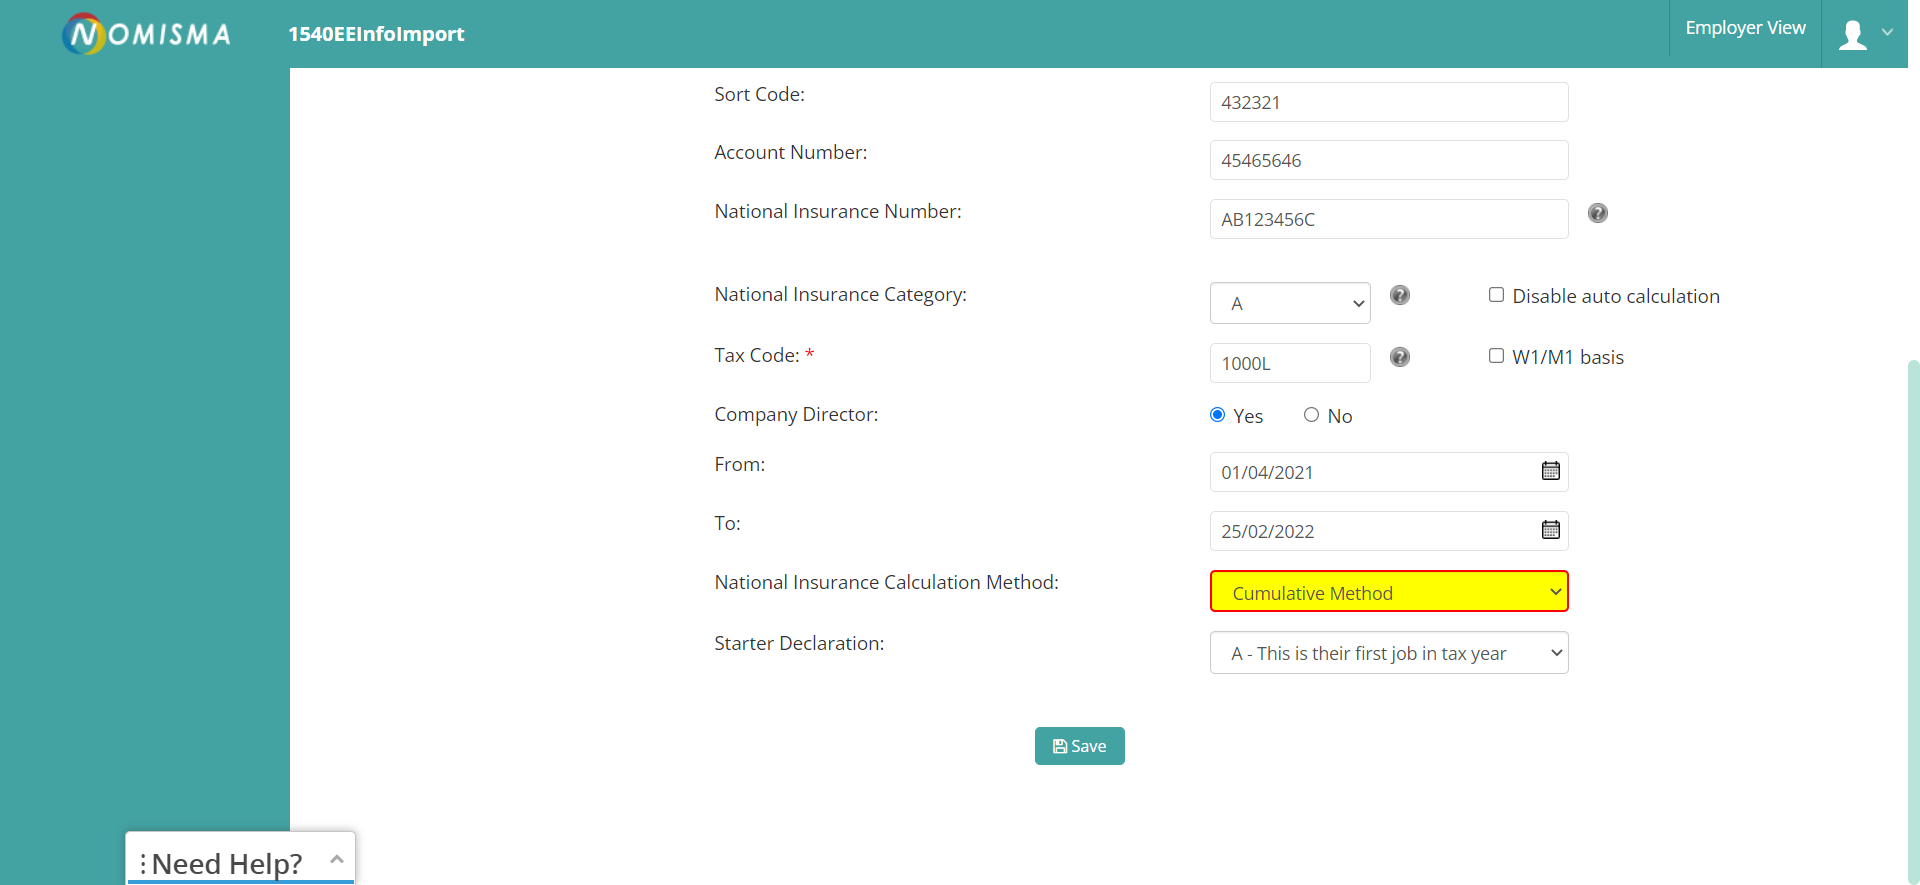 NOMISMA
1540EEInfoImport
Employer View
Sort Code:
432321
Account Number:
45465646
National Insurance Number:
AB123456C
National Insurance Category:
A
Disable auto calculation
Tax Code: *
1000L
W1/M1 basis
Company Director:
Yes
No
From:
01/04/2021
To:
25/02/2022
National Insurance Calculation Method:
Cumulative Method
Starter Declaration:
A - This is their first job in tax year
Save
Need Help?